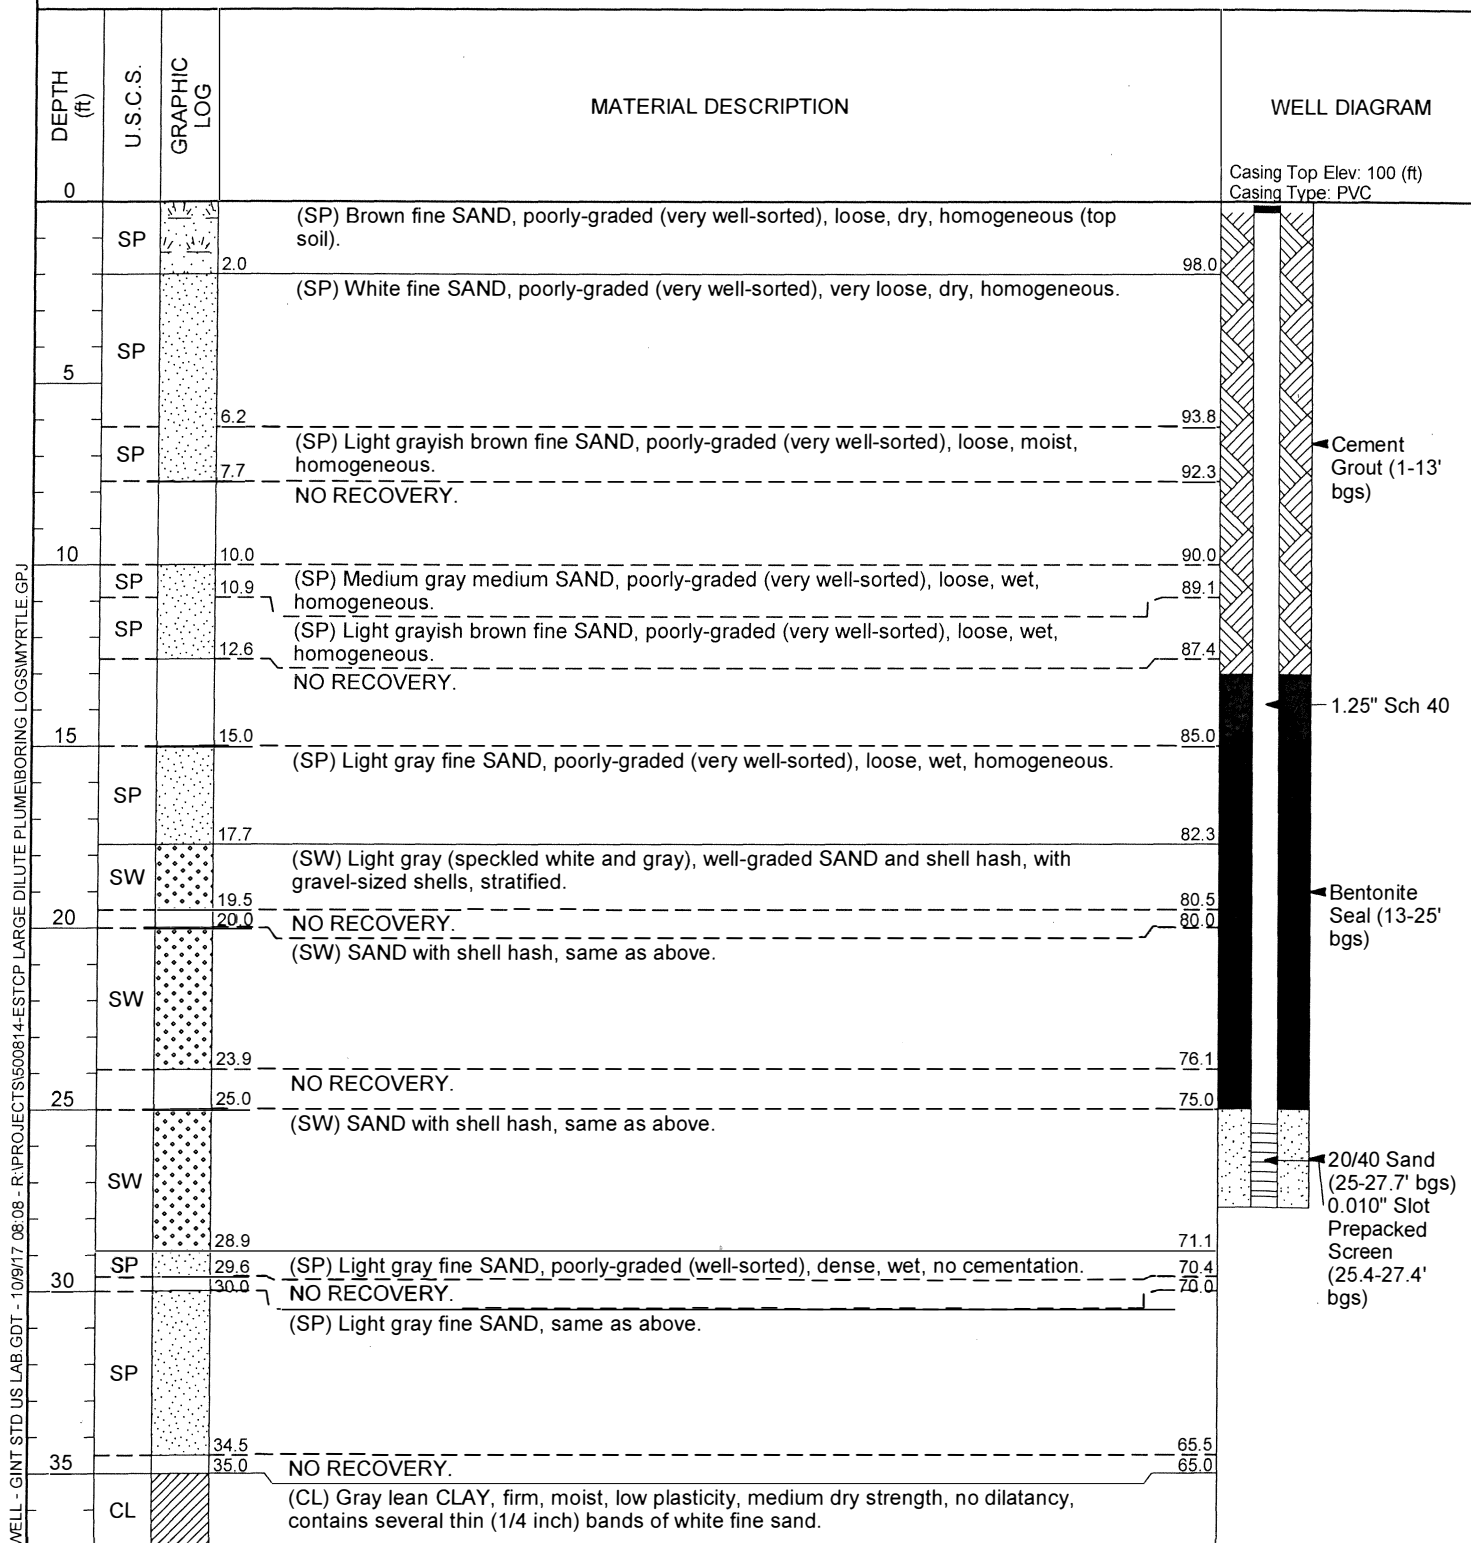 DEPTH
(ft)
U.S.C.S.
GRAPHIC
LOG
MATERIAL DESCRIPTION
WELL DIAGRAM
Casing Top Elev: 100 (ft)
Casing Type: PVC
0
SP
(SP) Brown fine SAND, poorly-graded (very well-sorted), loose, dry, homogeneous (top
soil).
2.0
98.0
(SP) White fine SAND, poorly-graded (very well-sorted), very loose, dry, homogeneous.
SP
5
6.2
93.8
SP
(SP) Light grayish brown fine SAND, poorly-graded (very well-sorted), loose, moist,
homogeneous.
7.7
92.3
NO RECOVERY.
Cement
Grout (1-13'
bgs)
10
10.0
90.0
SP
(SP) Medium gray medium SAND, poorly-graded (very well-sorted), loose, wet,
homogeneous.
10.9
89.1
SP
(SP) Light grayish brown fine SAND, poorly-graded (very well-sorted), loose, wet,
homogeneous.
12.6
87.4
NO RECOVERY.
1.25" Sch 40
15
15.0
85.0
(SP) Light gray fine SAND, poorly-graded (very well-sorted), loose, wet, homogeneous.
SP
17.7
82.3
SW
(SW) Light gray (speckled white and gray), well-graded SAND and shell hash, with
gravel-sized shells, stratified.
19.5
80.5
Bentonite
Seal (13-25'
bgs)
20
20.0
NO RECOVERY.
80.0
(SW) SAND with shell hash, same as above.
SW
23.9
76.1
NO RECOVERY.
25
25.0
75.0
(SW) SAND with shell hash, same as above.
SW
20/40 Sand
(25-27.7' bgs)
0.010" Slot
Prepacked
Screen
(25.4-27.4'
bgs)
28.9
71.1
SP
29.6
(SP) Light gray fine SAND, poorly-graded (well-sorted), dense, wet, no cementation.
70.4
30
30.0
NO RECOVERY.
70.0
(SP) Light gray fine SAND, same as above.
SP
34.5
65.5
35
35.0
NO RECOVERY.
65.0
CL
(CL) Gray lean CLAY, firm, moist, low plasticity, medium dry strength, no dilatancy,
contains several thin (1/4 inch) bands of white fine sand.
WELL - GINT STD US LAB.GDT - 10/9/17 08:08 - R:\PROJECTS\500814-ESTCP LARGE DILUTE PLUME\BORING LOGS\MYRTLE.GPJ